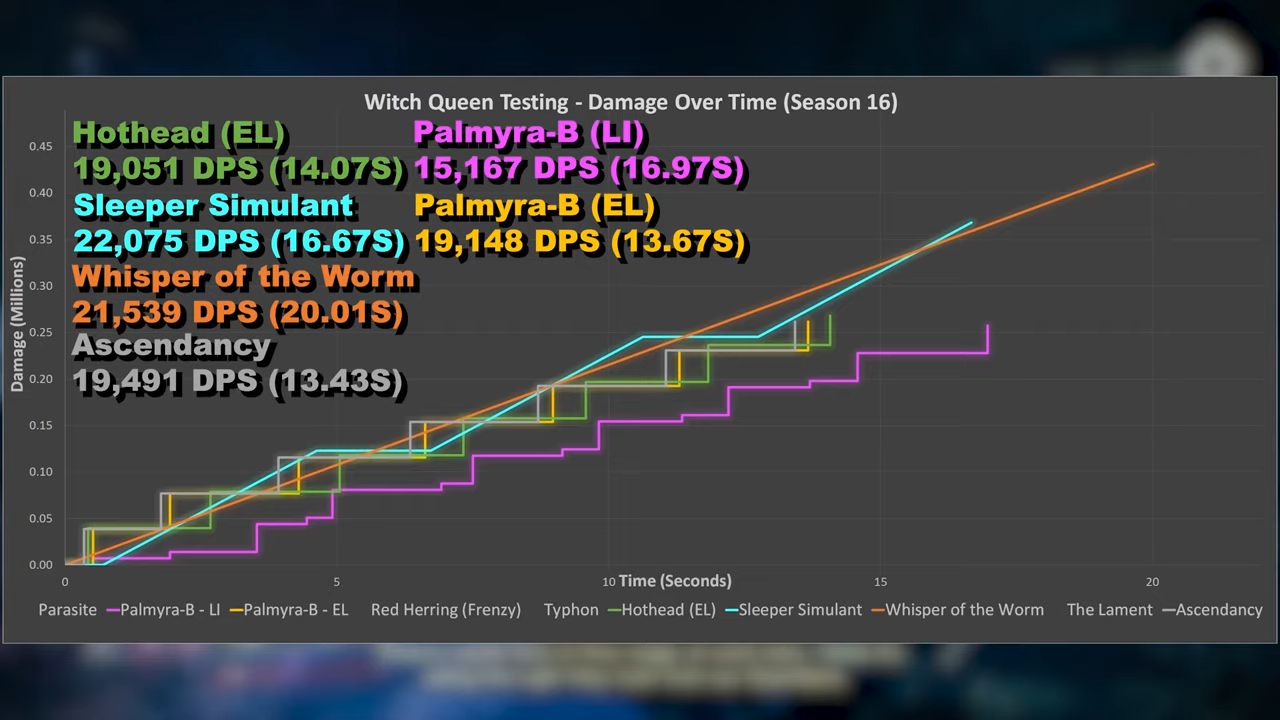 Witch Queen Testing - Damage Over Time (Season 16)
Hothead (EL)
19,051 DPS (14.07S)
Sleeper Simulant
22,075 DPS (16.67S)
Whisper of the Worm
21,539 DPS (20.01S)
Ascendancy
19,491 DPS (13.43S)
Palmyra-B (LI)
15,167 DPS (16.97S)
Palmyra-B (EL)
19,148 DPS (13.67S)
Damage (Millions)
0.45
0.40
0.35
0.30
0.25
0.20
0.15
0.10
0.05
0.00
0 5 10 15 20
Time (Seconds)
Parasite Palmyra-B - LI Palmyra-B - EL Red Herring (Frenzy) Typhon Hothead (EL) Sleeper Simulant Whisper of the Worm The Lament Ascendancy